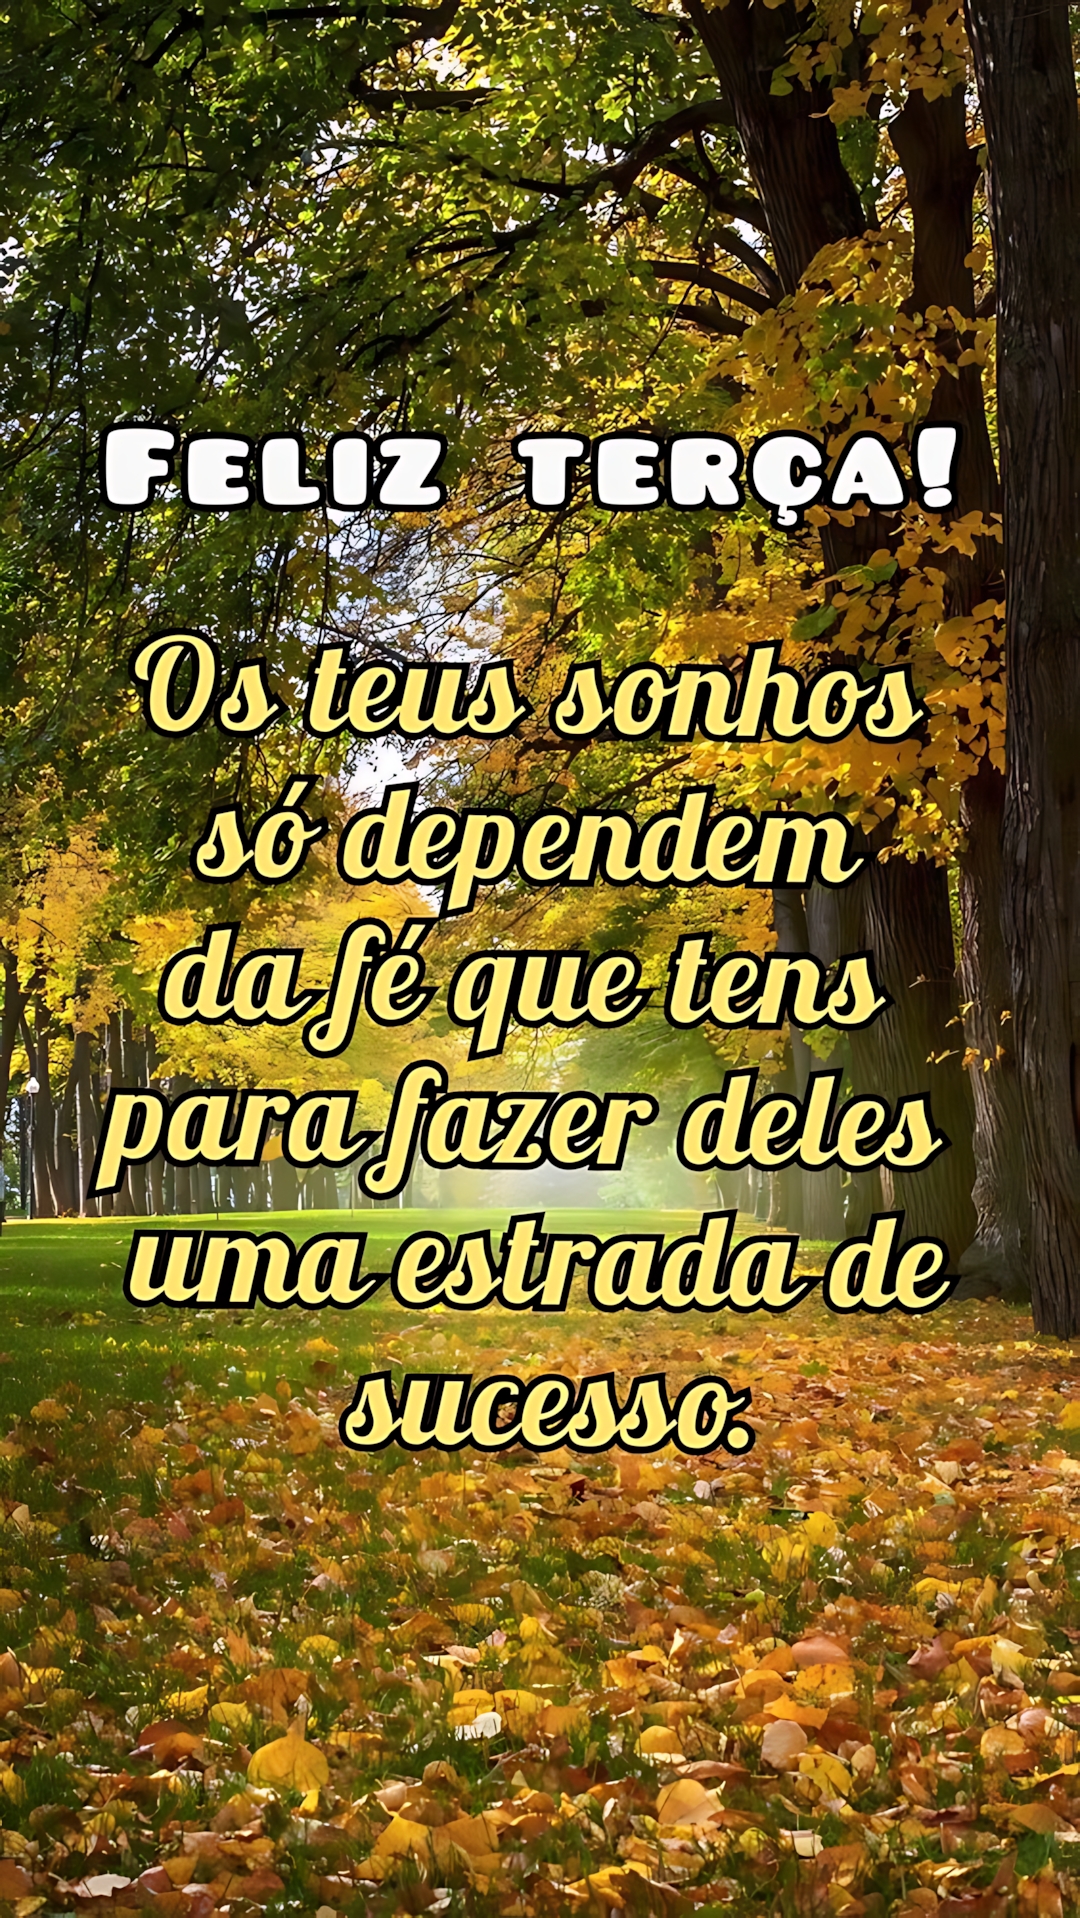 FELIZ TERÇA!
Os teus sonhos
só dependem
da fé que tens
para fazer deles
uma estrada de
sucesso.